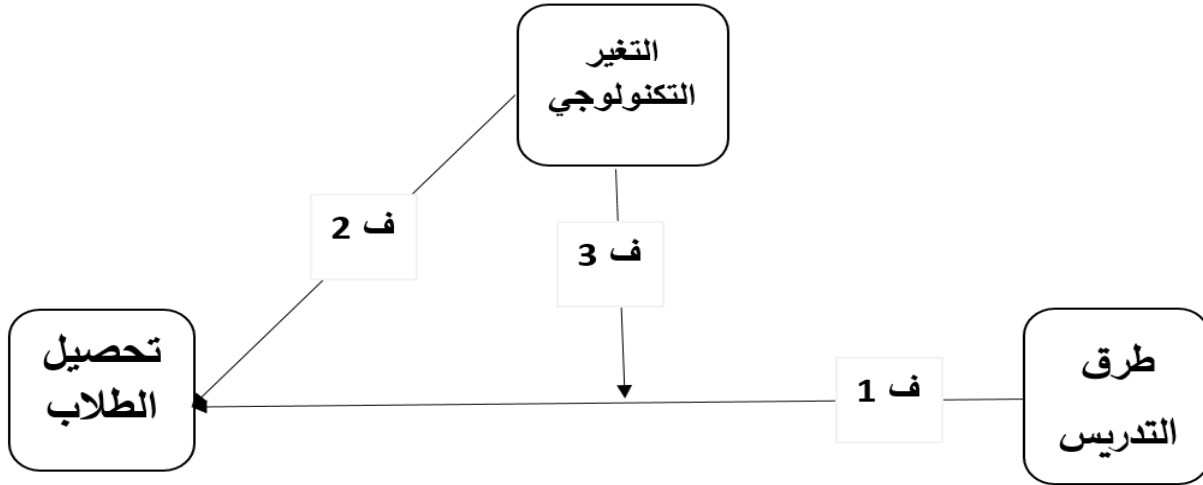 التغير
التكنولوجي
ف 2
ف 3
طرق
التدريس
ف 1
تحصيل
الطلاب